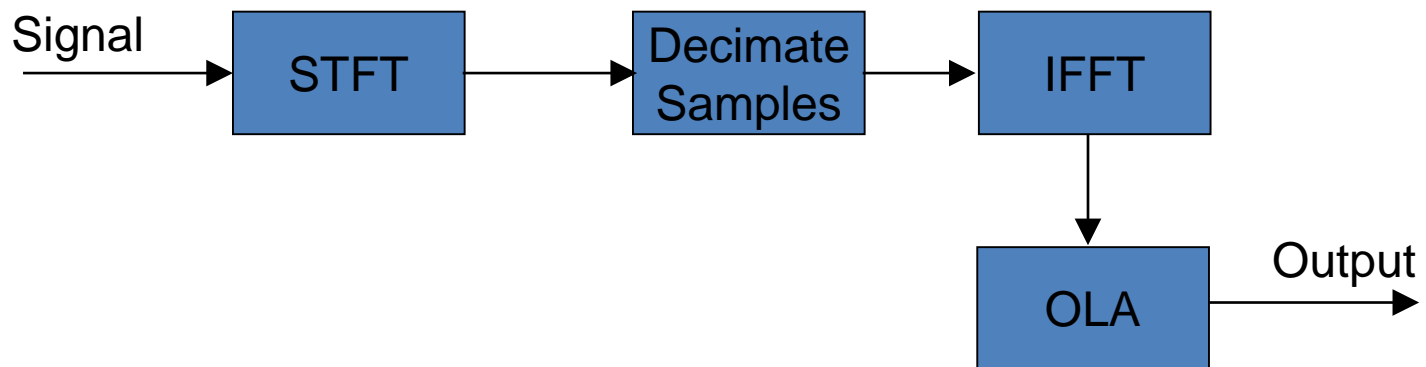 Signal
STFT
Decimate
Samples
IFFT
OLA
Output